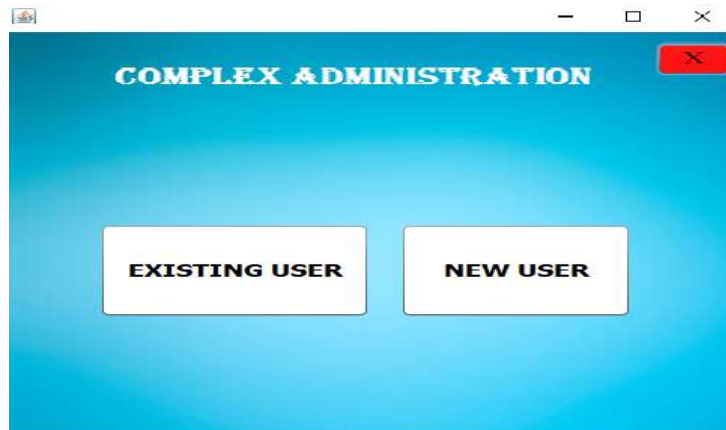 COMPLEX ADMINISTRATION
X
EXISTING USER
NEW USER